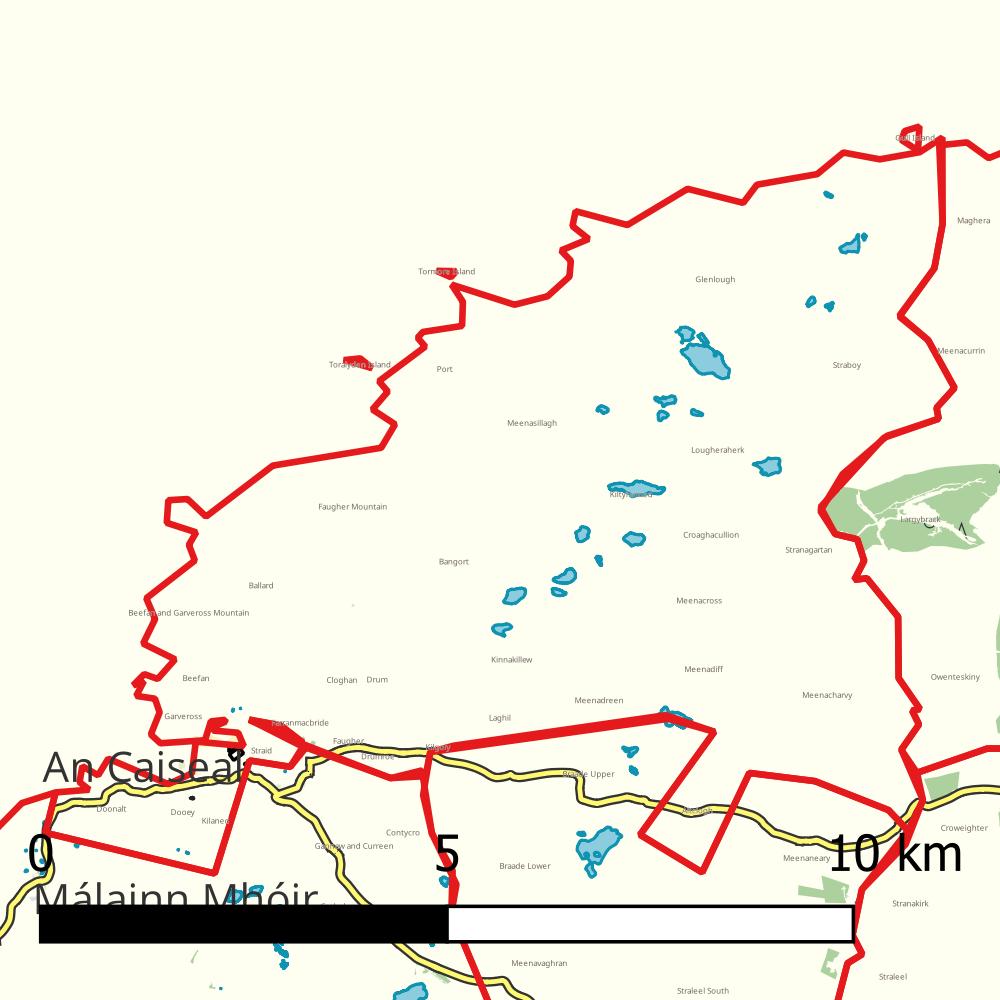 Gull Island
Maghera
Tormore Island
Glenlough
Meenacurrin
Toralydon Island
Port
Straboy
Meenasillagh
Lougheraherk
Kiltyfanned
Faugher Mountain
Largybrack
Croaghacullion
Stranagartan
Bangort
Ballard
Meenacross
Beefan and Garveross Mountain
Kinnakillew
Meenadiff
Owenteskiny
Beefan
Cloghan
Drum
Meenacharvy
Meenadreen
Garveross
Laghil
Farranmacbride
Faugher
Kilgoly
Straid
Drumroe
An Caiseal
Braade Upper
Doonalt
Dooey
Kilaned
Contycro
Croweighter
Gannew and Curreen
0
5
10 km
Meenaneary
Braade Lower
Málainn Mhóir
Stranakirk
Meenavaghran
Straleel
Straleel South